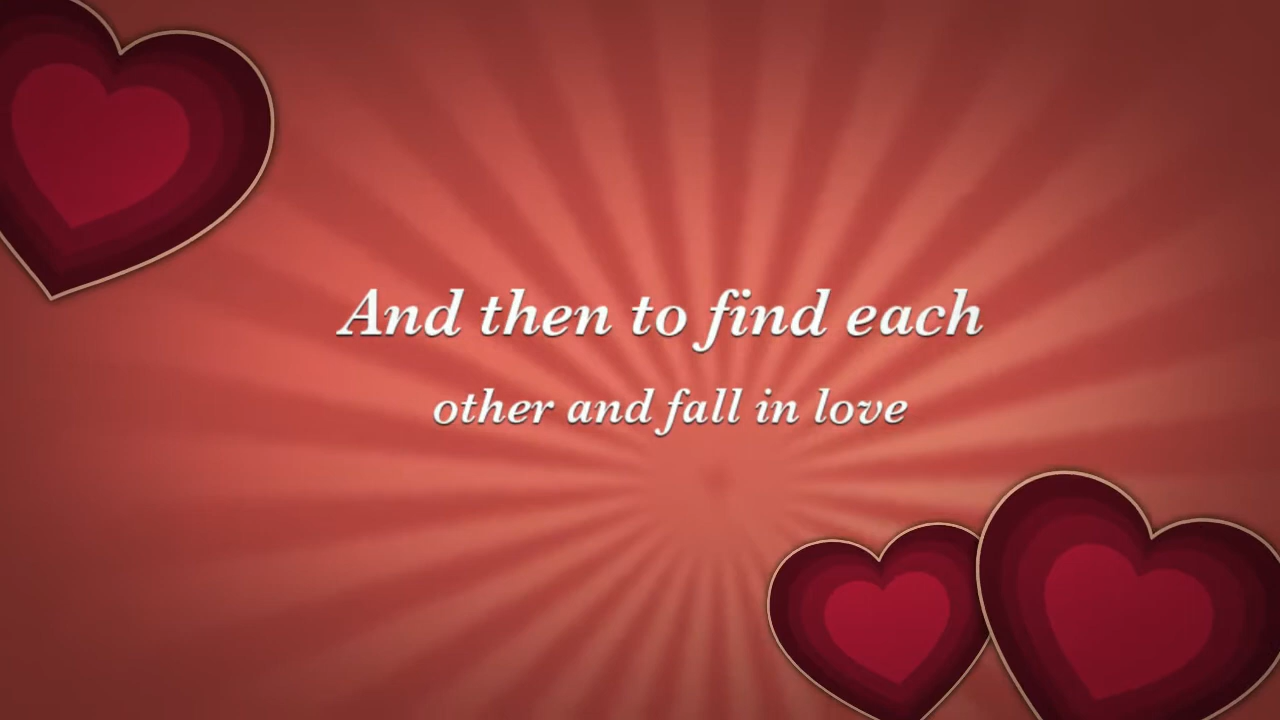 And then to find each
other and fall in love